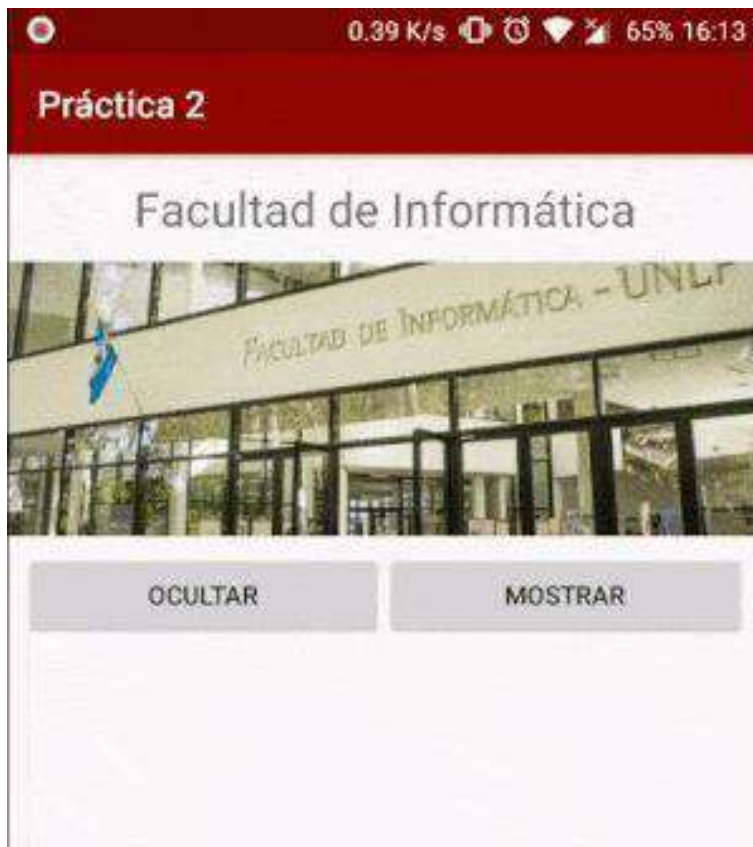 0.39 K/s 65% 16:13
Práctica 2
Facultad de Informática
FACULTAD DE INFORMÁTICA - UNLP
OCULTAR MOSTRAR